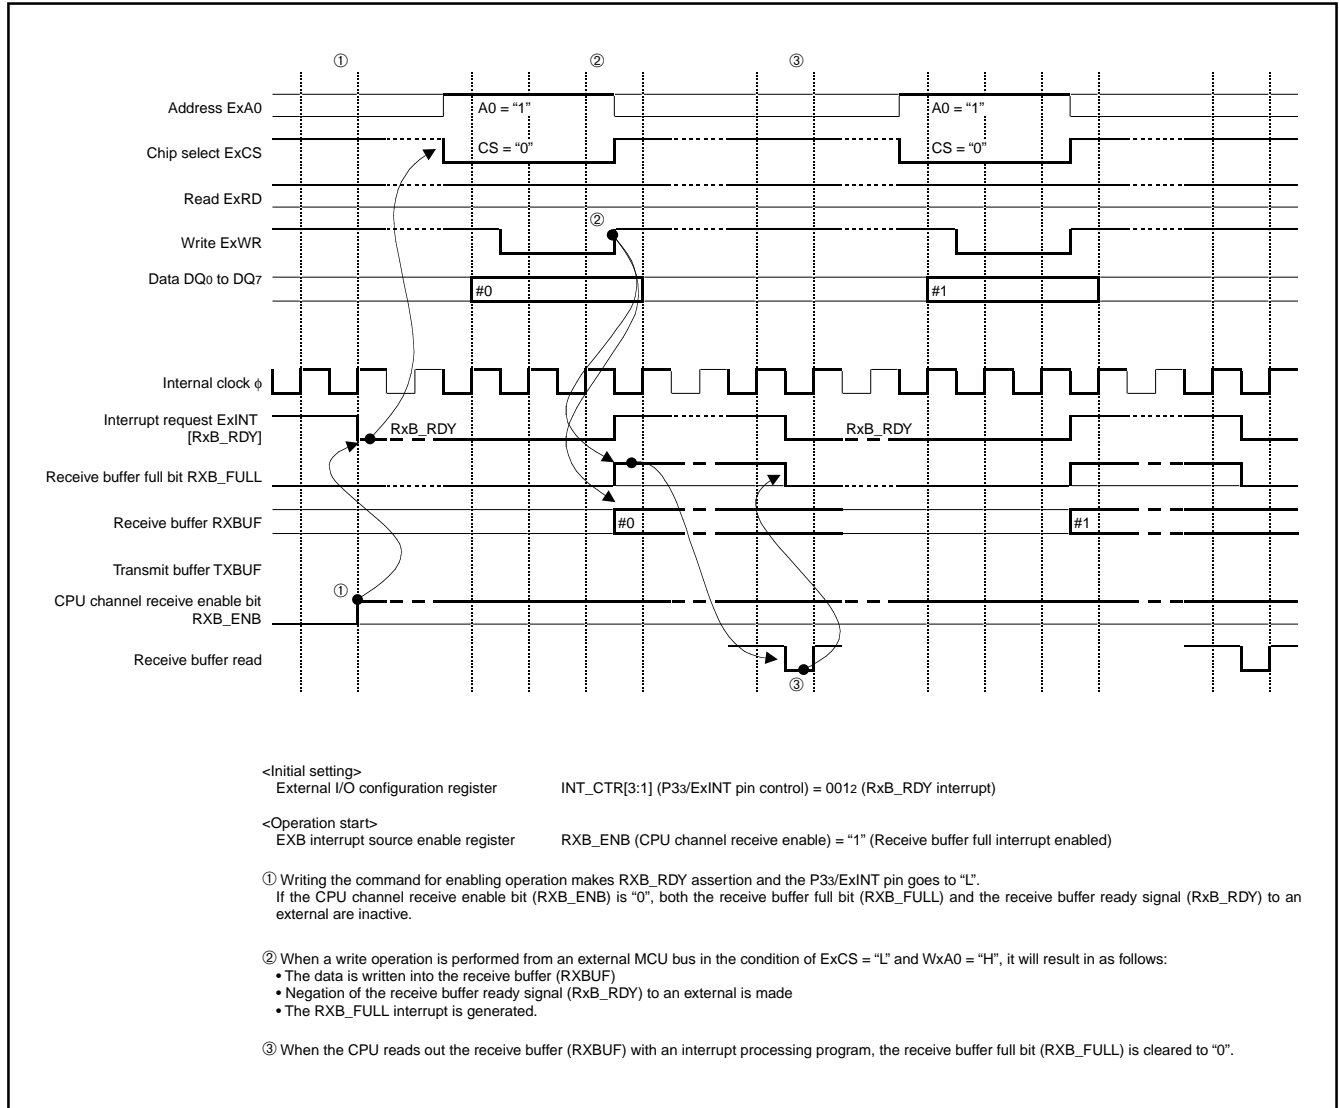 ① ② ③
Address ExA0
A0 = “1” A0 = “1”
Chip select ExCS
CS = “0” CS = “0”
Read ExRD
②
Write ExWR
Data DQ0 to DQ7
#0 #1
Internal clock φ
Interrupt request ExINT
[RxB_RDY]
RxB_RDY RxB_RDY
Receive buffer full bit RXB_FULL
Receive buffer RXBUF
#0 #1
Transmit buffer TXBUF
①
CPU channel receive enable bit
RXB_ENB
Receive buffer read
③
<Initial setting>
External I/O configuration register INT_CTR[3:1] (P33/ExINT pin control) = 0012 (RxB_RDY interrupt)
<Operation start>
EXB interrupt source enable register RXB_ENB (CPU channel receive enable) = “1” (Receive buffer full interrupt enabled)
① Writing the command for enabling operation makes RXB_RDY assertion and the P33/ExINT pin goes to “L”.
If the CPU channel receive enable bit (RXB_ENB) is “0”, both the receive buffer full bit (RXB_FULL) and the receive buffer ready signal (RxB_RDY) to an
external are inactive.
② When a write operation is performed from an external MCU bus in the condition of ExCS = “L” and WxA0 = “H”, it will result in as follows:
• The data is written into the receive buffer (RXBUF)
• Negation of the receive buffer ready signal (RxB_RDY) to an external is made
• The RXB_FULL interrupt is generated.
③ When the CPU reads out the receive buffer (RXBUF) with an interrupt processing program, the receive buffer full bit (RXB_FULL) is cleared to “0”.